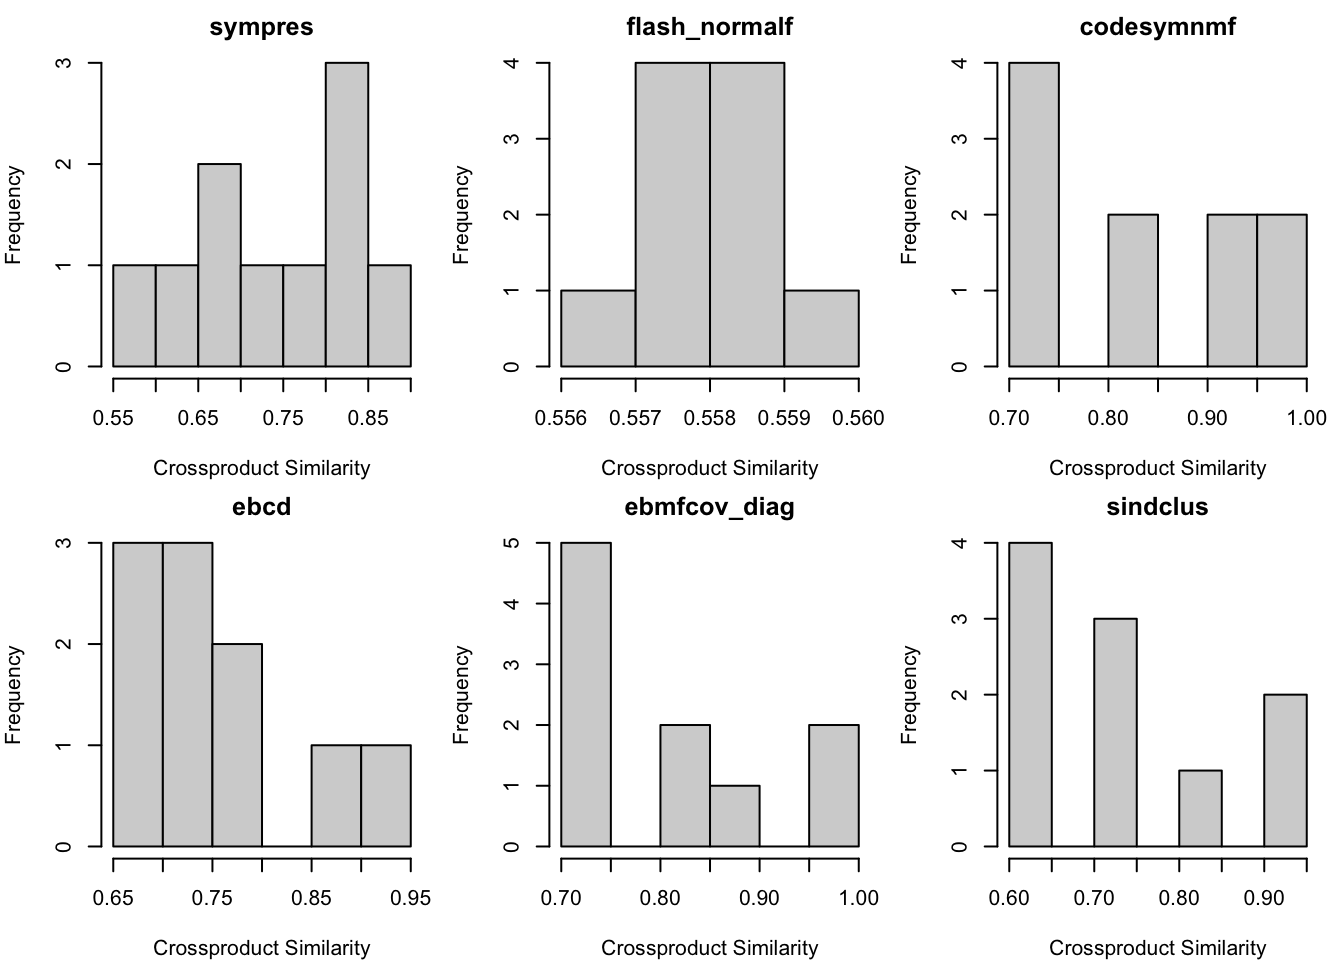 sympres
Frequency
0 1 2 3
0.55 0.65 0.75 0.85
Crossproduct Similarity
flash_normalf
Frequency
0 1 2 3 4
0.556 0.557 0.558 0.559 0.560
Crossproduct Similarity
codesymnmf
Frequency
0 1 2 3 4
0.70 0.80 0.90 1.00
Crossproduct Similarity
ebcd
Frequency
0 1 2 3
0.65 0.75 0.85 0.95
Crossproduct Similarity
ebmfcov_diag
Frequency
0 1 2 3 4 5
0.70 0.80 0.90 1.00
Crossproduct Similarity
sindclus
Frequency
0 1 2 3 4
0.60 0.70 0.80 0.90
Crossproduct Similarity